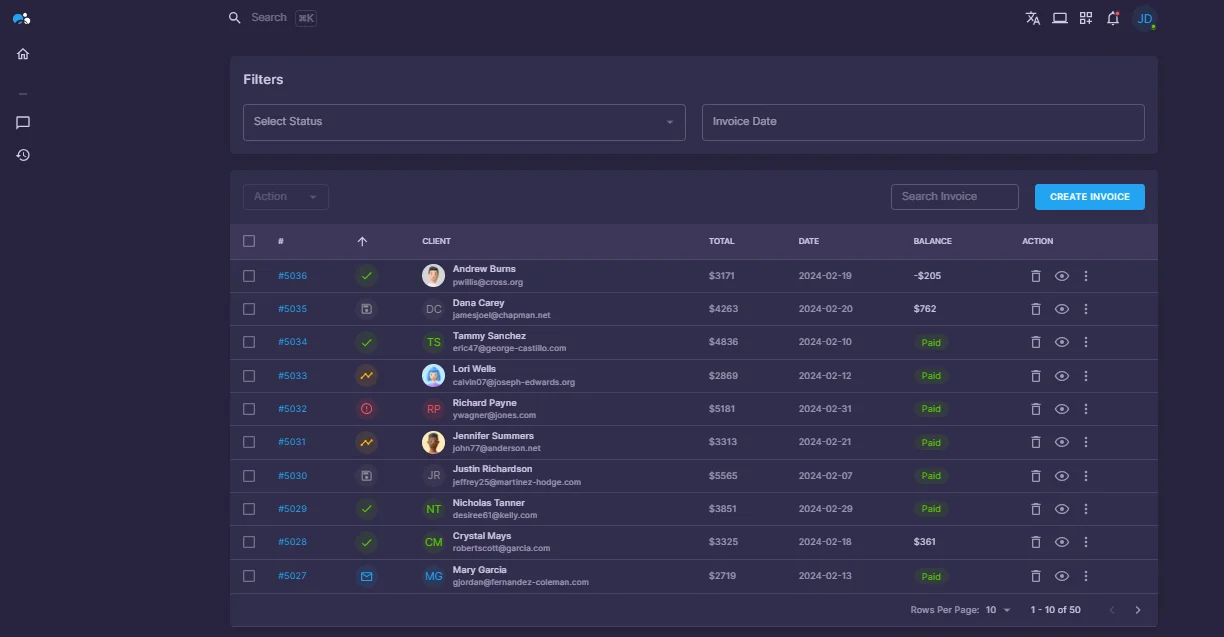 Search ⌘K
JD
Filters
Select Status
Invoice Date
Action
Search Invoice
CREATE INVOICE
# CLIENT TOTAL DATE BALANCE ACTION
#5036 Andrew Burns $3171 2024-02-19 -$205
pwillis@cross.org
#5035 DC Dana Carey $4263 2024-02-20 $762
jamesjoel@chapman.net
#5034 TS Tammy Sanchez $4836 2024-02-10 Paid
eric47@george-castillo.com
#5033 Lori Wells $2869 2024-02-12 Paid
calvin07@joseph-edwards.org
#5032 RP Richard Payne $5181 2024-02-31 Paid
ywagner@jones.com
#5031 Jennifer Summers $3313 2024-02-21 Paid
john77@anderson.net
#5030 JR Justin Richardson $5565 2024-02-07 Paid
jeffrey25@martinez-hodge.com
#5029 NT Nicholas Tanner $3851 2024-02-29 Paid
desiree61@kelly.com
#5028 CM Crystal Mays $3325 2024-02-18 $361
robertscott@garcia.com
#5027 MG Mary Garcia $2719 2024-02-13 Paid
gjordan@fernandez-coleman.com
Rows Per Page: 10 1 - 10 of 50